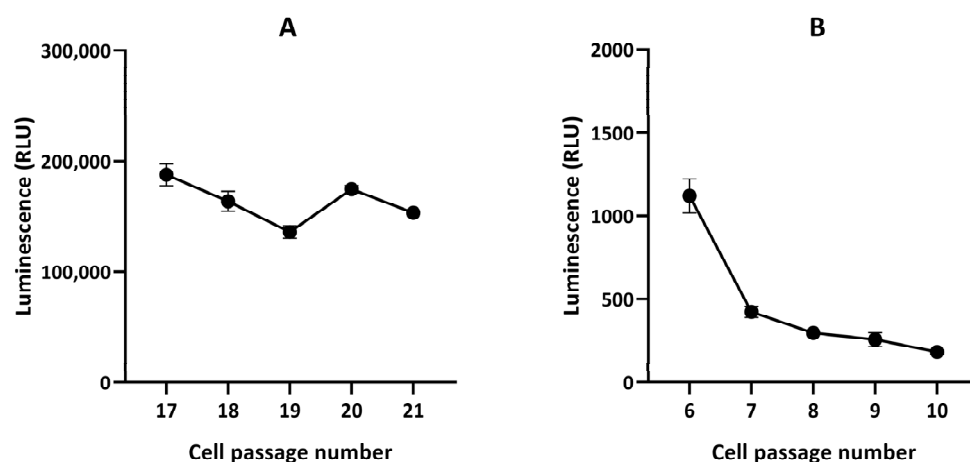 A
Luminescence (RLU)
300,000
200,000
100,000
0
17 18 19 20 21
Cell passage number
B
Luminescence (RLU)
2000
1500
1000
500
0
6 7 8 9 10
Cell passage number